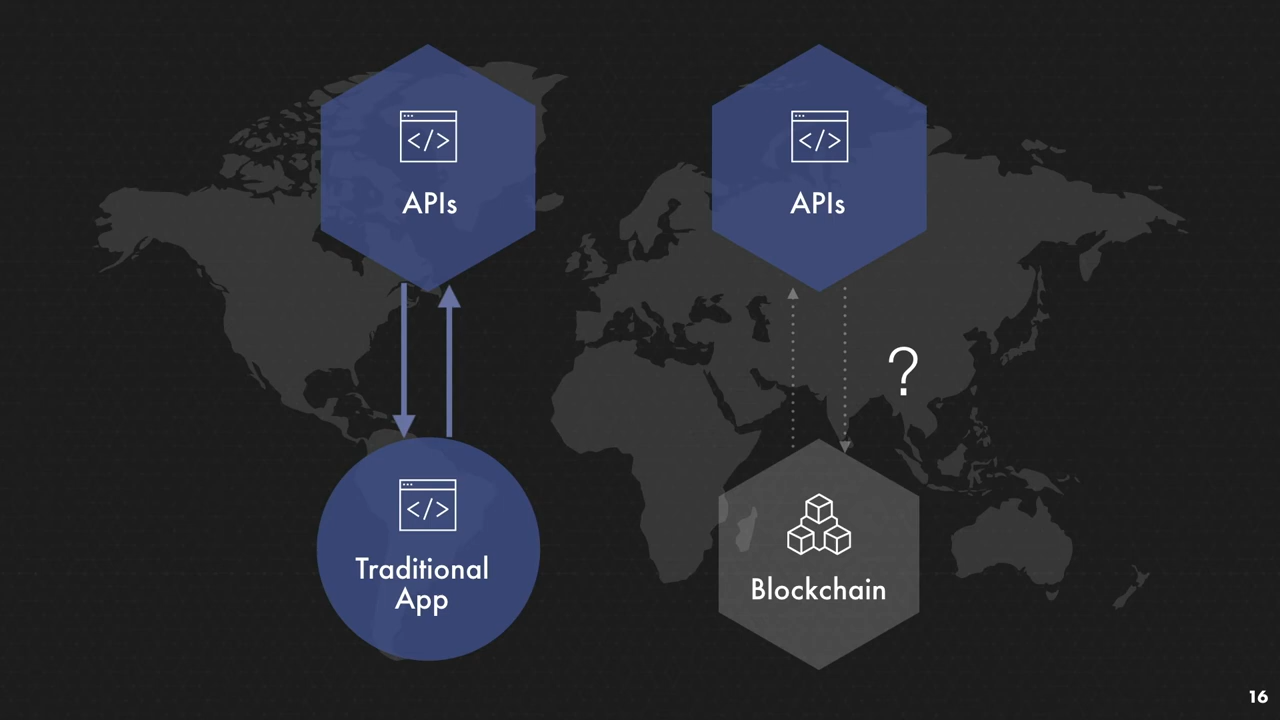 </>
APIs
</>
APIs
?
</>
Traditional
App
Blockchain
16